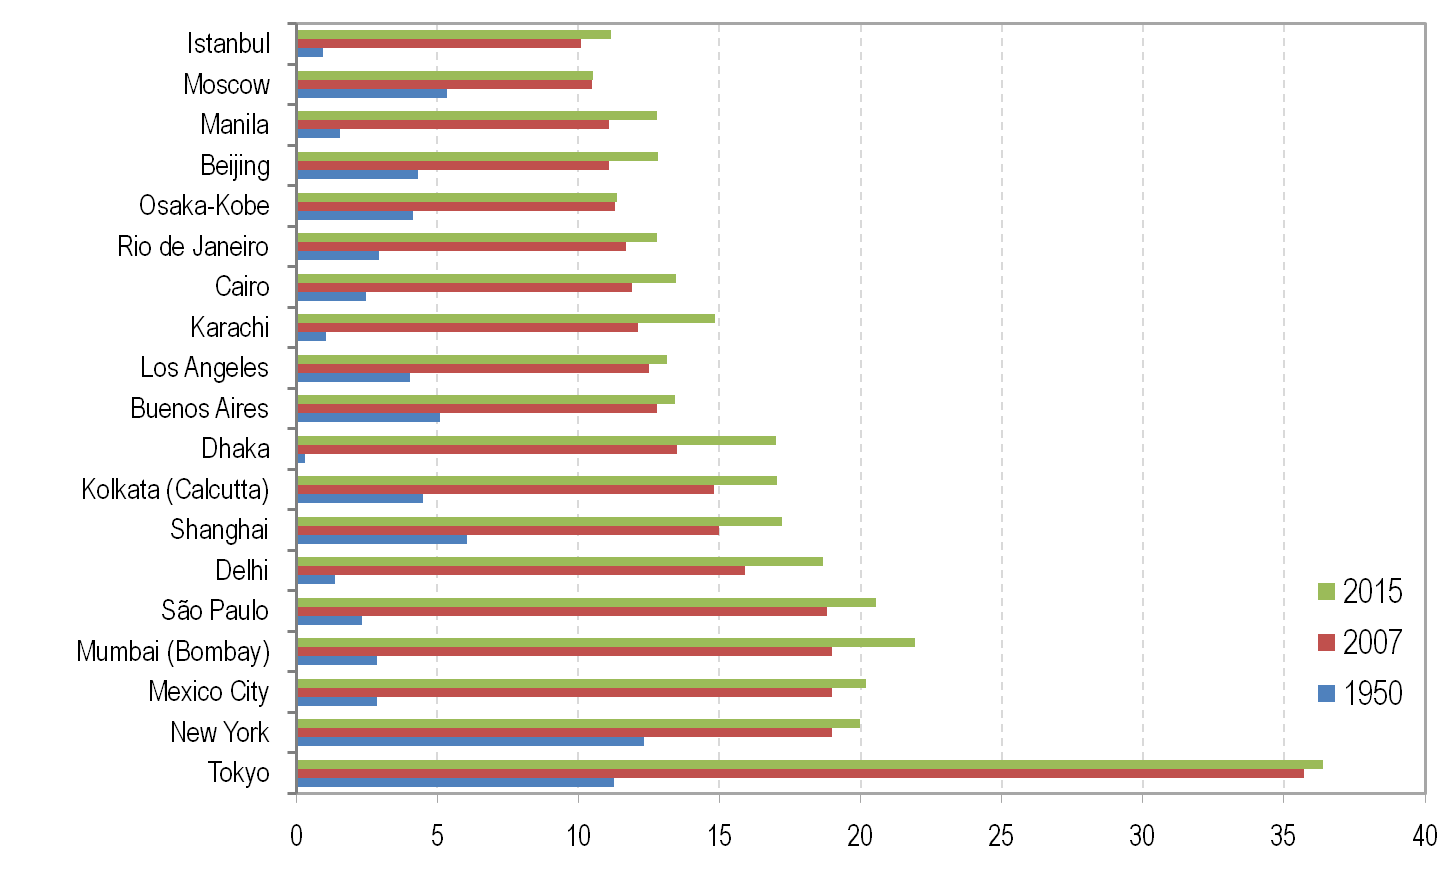 Istanbul
Moscow
Manila
Beijing
Osaka-Kobe
Rio de Janeiro
Cairo
Karachi
Los Angeles
Buenos Aires
Dhaka
Kolkata (Calcutta)
Shanghai
Delhi
São Paulo
Mumbai (Bombay)
Mexico City
New York
Tokyo
2015
2007
1950
0 5 10 15 20 25 30 35 40